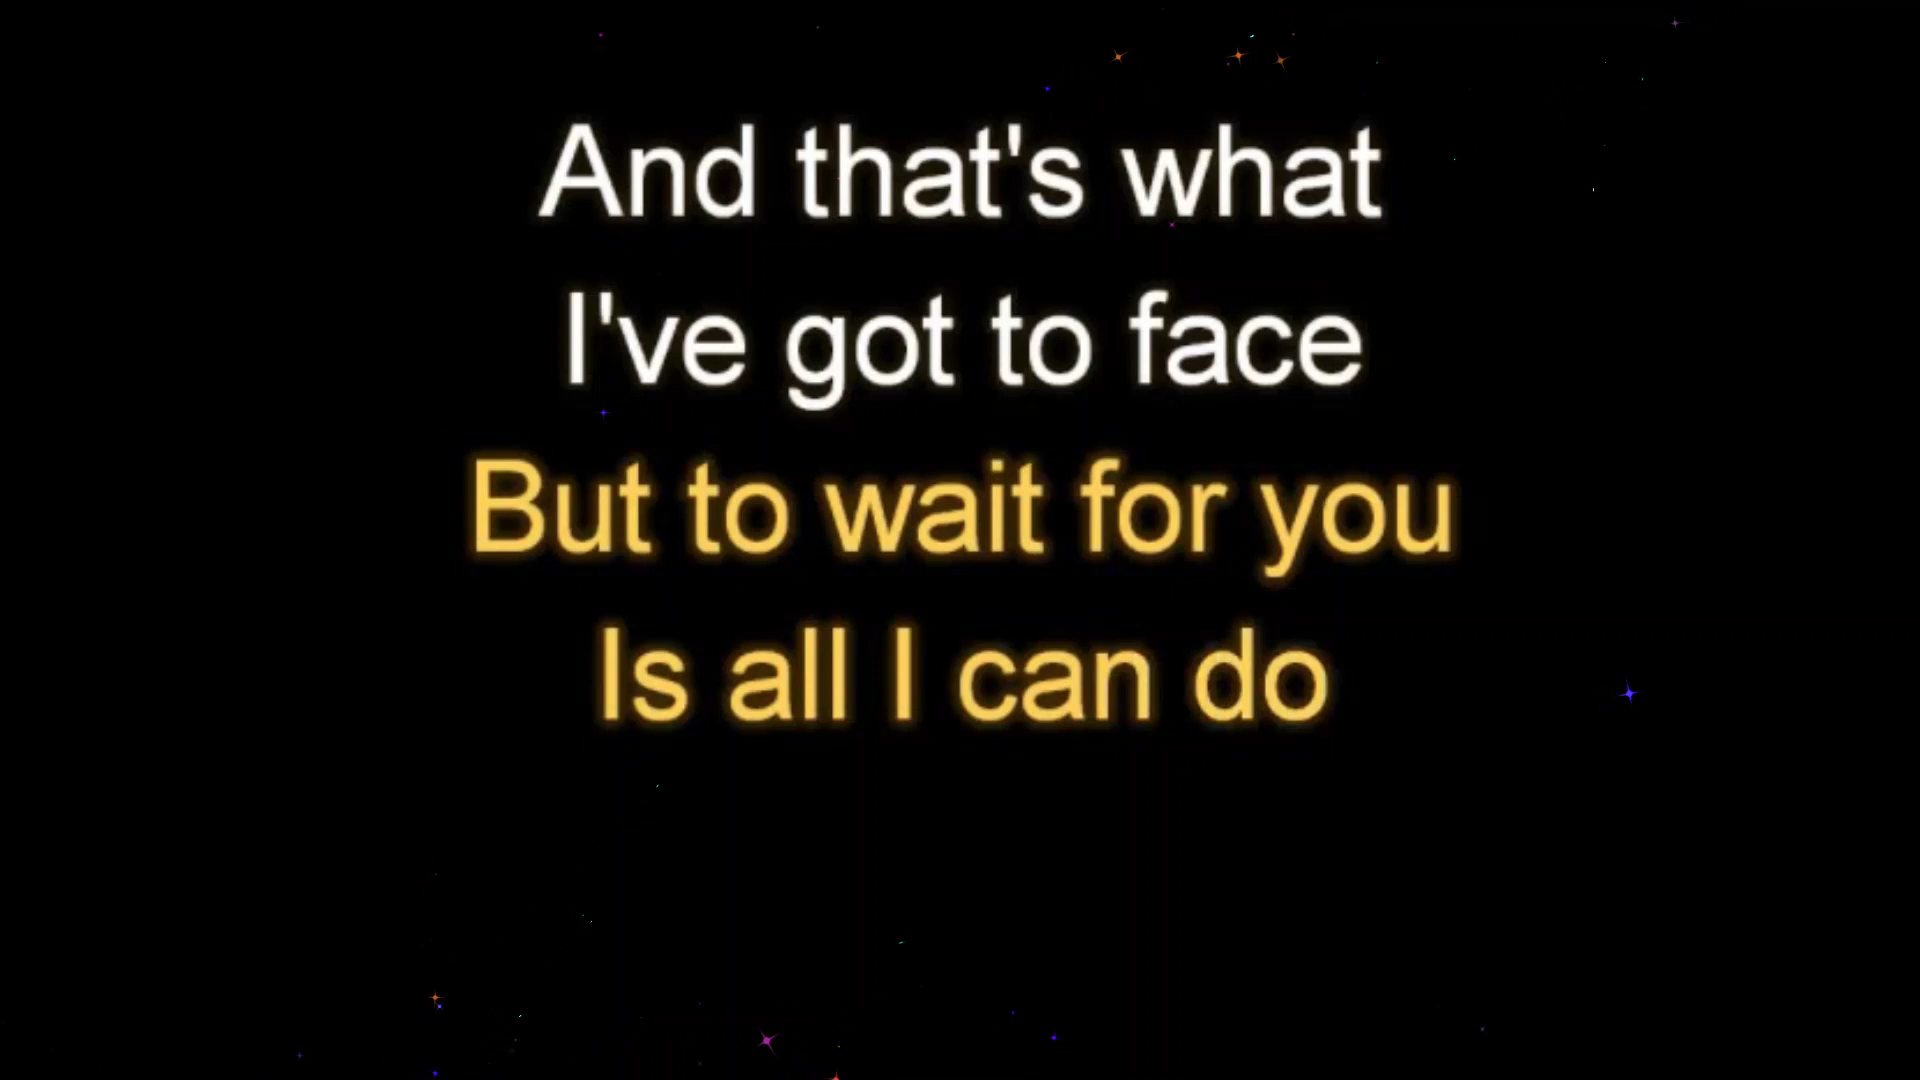 And that's what
I've got to face
But to wait for you
Is all I can do